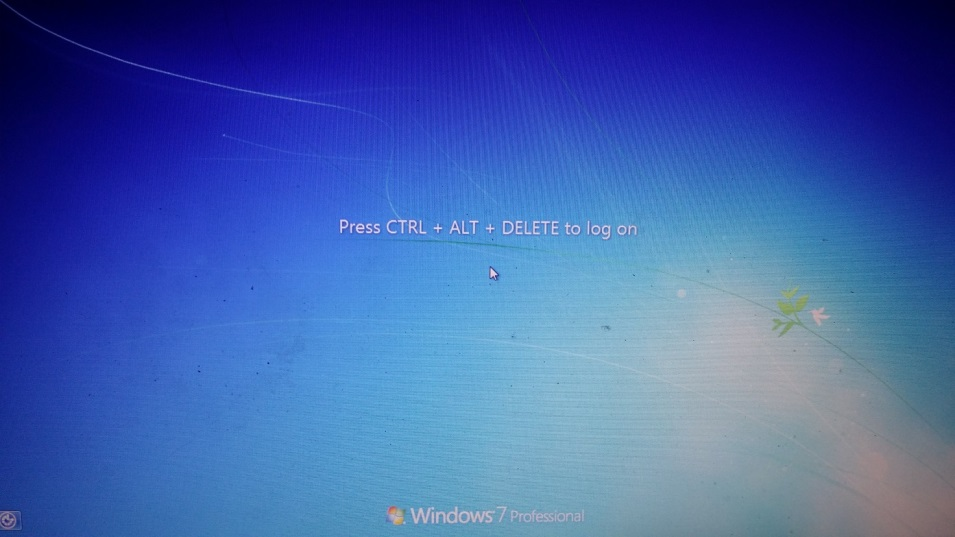 Press CTRL + ALT + DELETE to log on
Windows 7 Professional